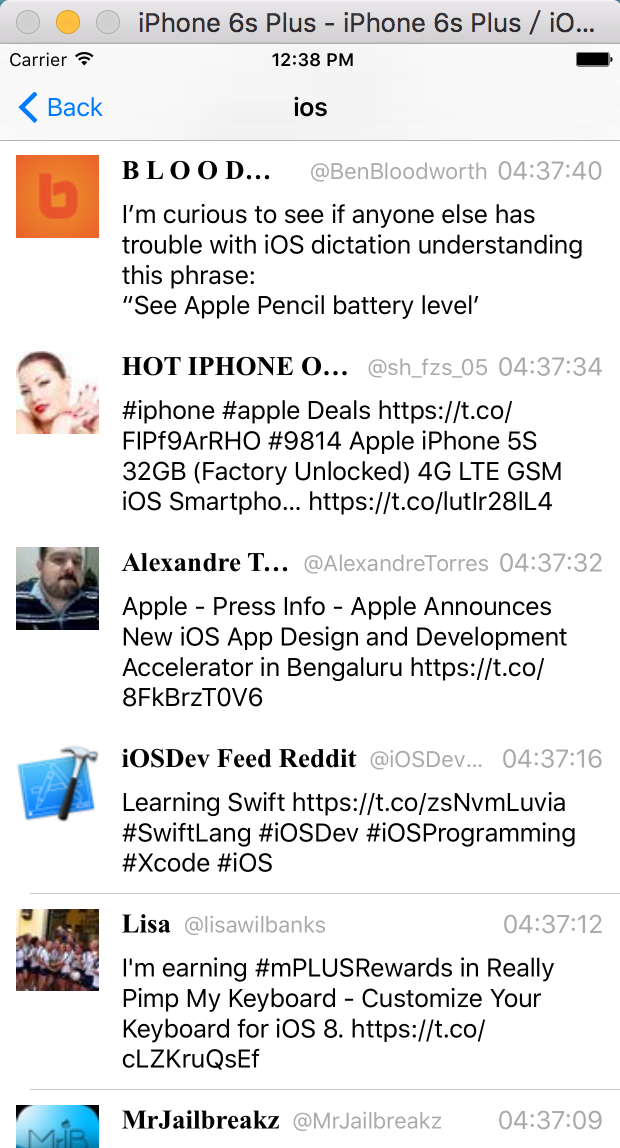 iPhone 6s Plus - iPhone 6s Plus / iO...
Carrier 12:38 PM
Back ios
B L O O D... @BenBloodworth 04:37:40
I’m curious to see if anyone else has
trouble with iOS dictation understanding
this phrase:
“See Apple Pencil battery level’
HOT IPHONE O... @sh_fzs_05 04:37:34
#iphone #apple Deals https://t.co/
FIPf9ArRHO #9814 Apple iPhone 5S
32GB (Factory Unlocked) 4G LTE GSM
iOS Smartpho... https://t.co/lutIr28lL4
Alexandre T... @AlexandreTorres 04:37:32
Apple - Press Info - Apple Announces
New iOS App Design and Development
Accelerator in Bengaluru https://t.co/
8FkBrzT0V6
iOSDev Feed Reddit @iOSDev... 04:37:16
Learning Swift https://t.co/zsNvmLuvia
#SwiftLang #iOSDev #iOSProgramming
#Xcode #iOS
Lisa @lisawilbanks 04:37:12
I'm earning #mPLUSRewards in Really
Pimp My Keyboard - Customize Your
Keyboard for iOS 8. https://t.co/
cLZKruQsEf
MrJailbreakz @MrJailbreakz 04:37:09
MrJB